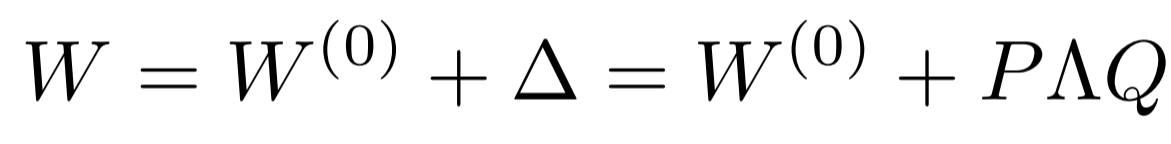 W = W^{(0)} + Δ = W^{(0)} + PΛQ